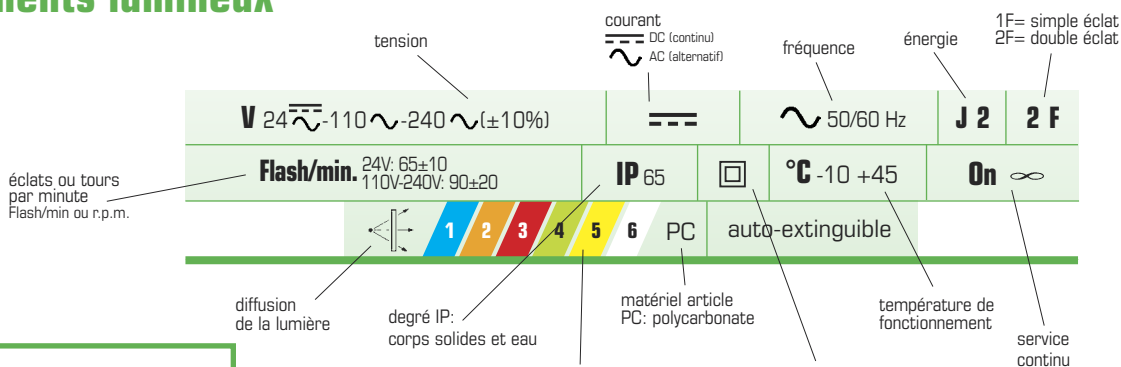 ments lumineux
tension
courant
DC (continu)
AC (alternatif)
fréquence
énergie
1F= simple éclat
2F= double éclat
V 24 -110 -240 (±10%)
50/60 Hz
J 2
2 F
éclats ou tours
par minute
Flash/min ou r.p.m.
Flash/min. 24V: 65±10
110V-240V: 90±20
IP 65
°C -10 +45
On ∞
1 2 3 4 5 6 PC
auto-extinguible
diffusion
de la lumière
degré IP:
corps solides et eau
matériel article
PC: polycarbonate
température de
fonctionnement
service
continu